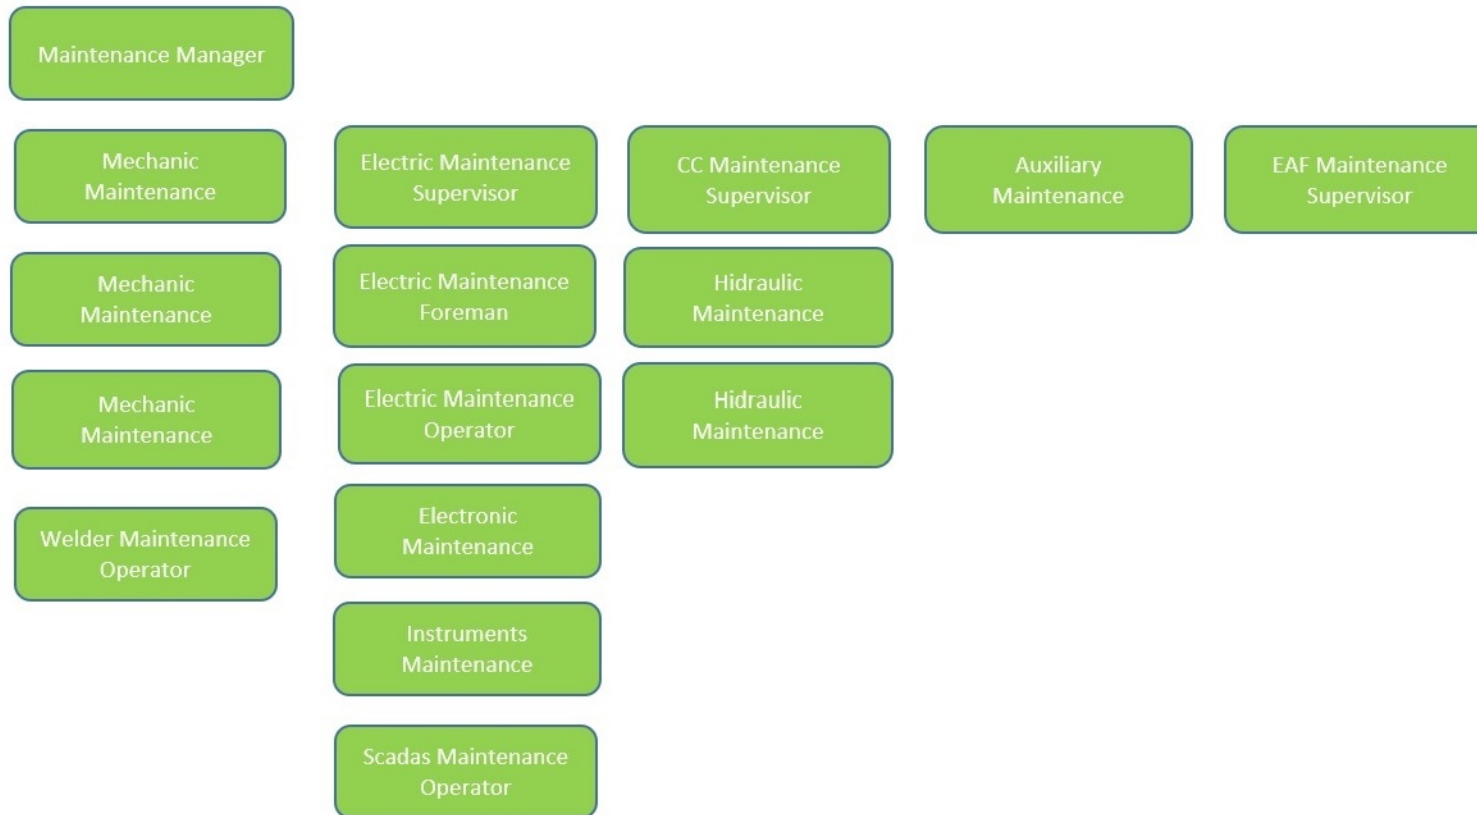 Maintenance Manager
Mechanic
Maintenance
Electric Maintenance
Supervisor
CC Maintenance
Supervisor
Auxiliary
Maintenance
EAF Maintenance
Supervisor
Mechanic
Maintenance
Electric Maintenance
Foreman
Hidraulic
Maintenance
Mechanic
Maintenance
Electric Maintenance
Operator
Hidraulic
Maintenance
Welder Maintenance
Operator
Electronic
Maintenance
Instruments
Maintenance
Scadas Maintenance
Operator